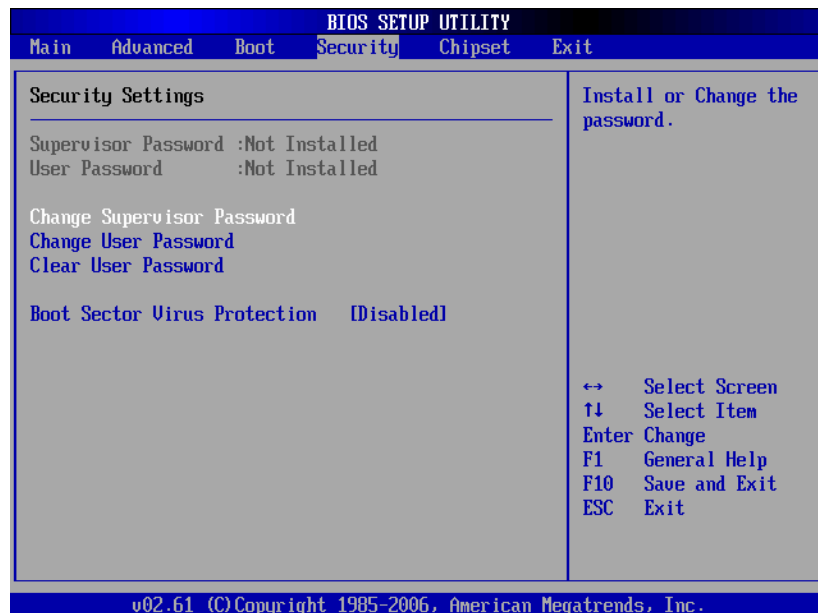 BIOS SETUP UTILITY
Main Advanced Boot Security Chipset Exit
Security Settings
Supervisor Password :Not Installed
User Password :Not Installed
Change Supervisor Password
Change User Password
Clear User Password
Boot Sector Virus Protection [Disabled]
Install or Change the
password.
↔ Select Screen
↑↓ Select Item
Enter Change
F1 General Help
F10 Save and Exit
ESC Exit
v02.61 (C)Copyright 1985-2006, American Megatrends, Inc.